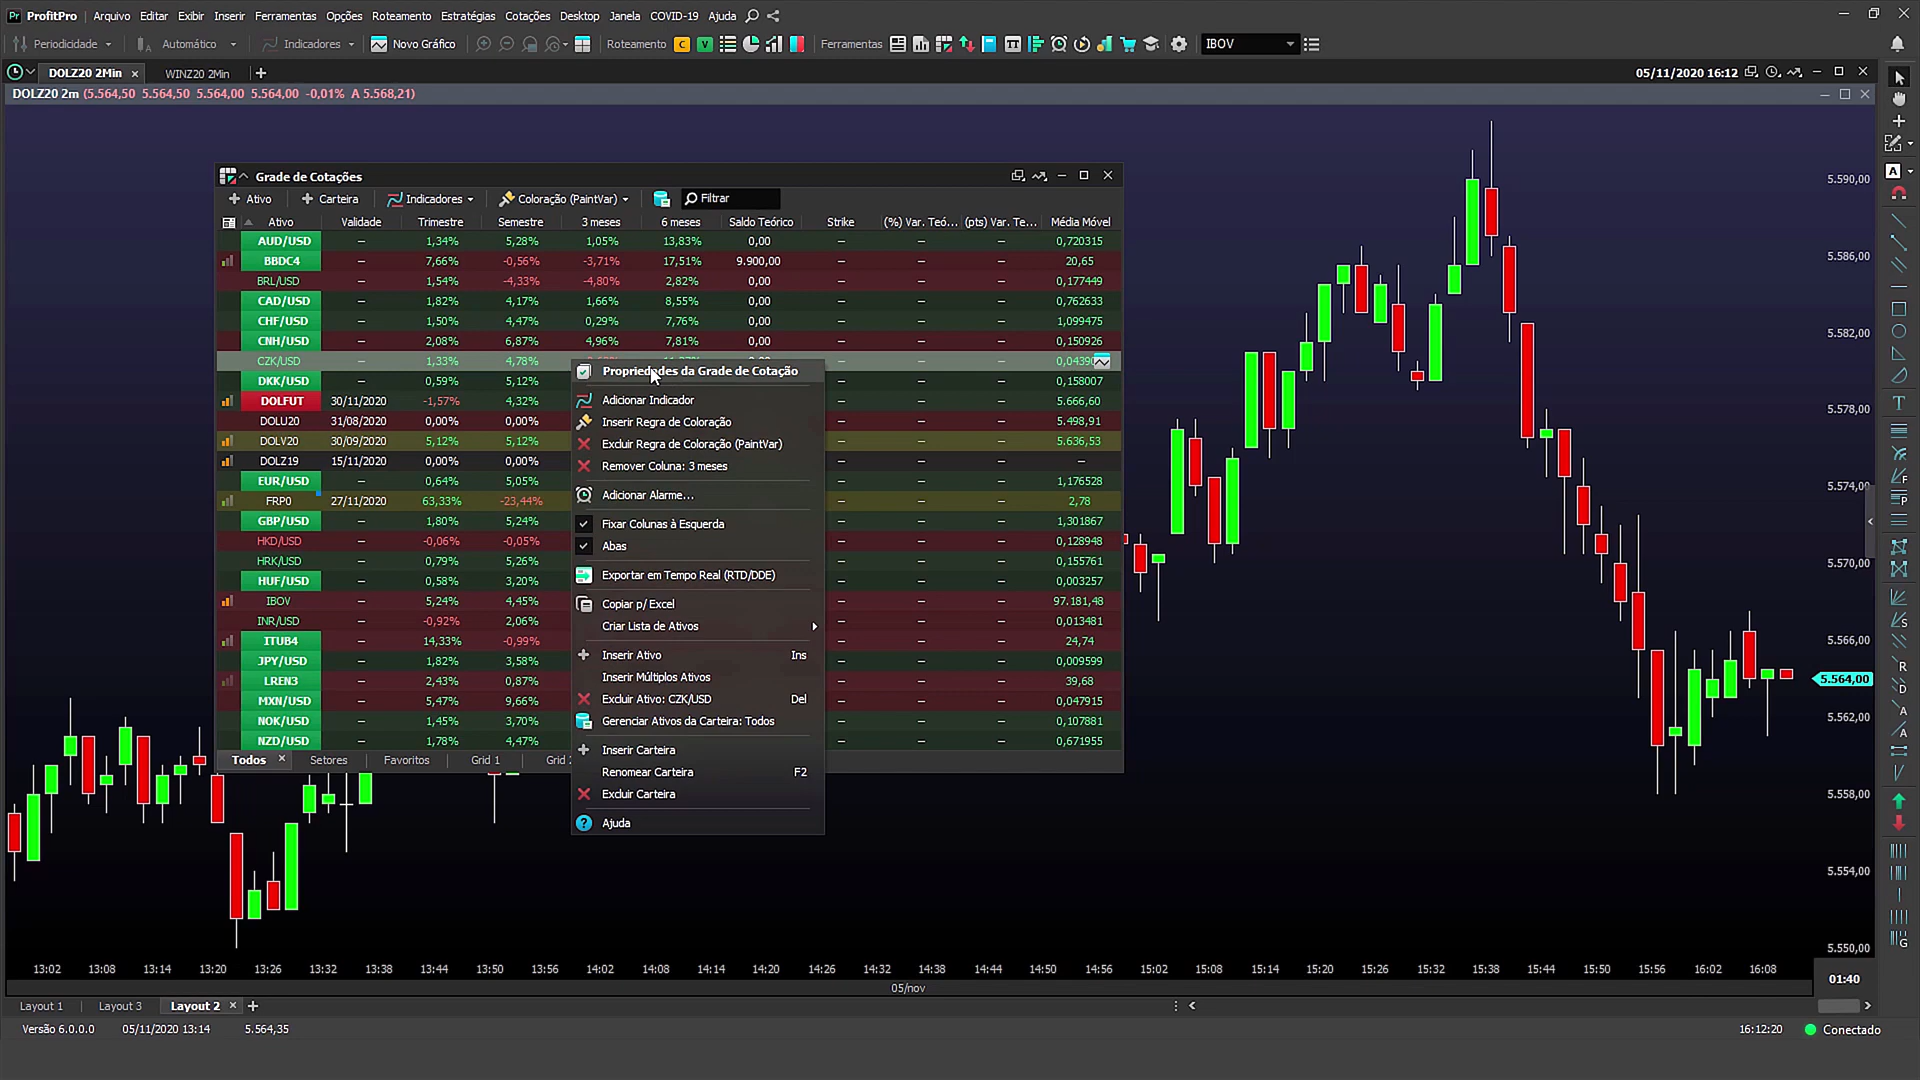 Pr ProfitPro Arquivo Editar Exibir Inserir Ferramentas Opções Roteamento Estratégias Cotações Desktop Janela COVID-19 Ajuda
Periodicidade Automático Indicadores Novo Gráfico Roteamento C V Ferramentas IBOV
DOLZ20 2Min WINZ20 2Min 05/11/2020 16:12
DOLZ20 2m (5.564,50 5.564,50 5.564,00 5.564,00 -0,01% A 5.568,21)
Grade de Cotações
Ativo Carteira Indicadores Coloração (PaintVar) Filtrar
Ativo Validade Trimestre Semestre 3 meses 6 meses Saldo Teórico Strike (%) Var. Teó... (pts) Var. Te... Média Móvel
AUD/USD – 1,34% 5,28% 1,05% 13,83% 0,00 – – – 0,720315
BBDC4 – 7,66% -0,56% -3,71% 17,51% 9.900,00 – – – 20,65
BRL/USD – 1,54% -4,33% -4,80% 2,82% 0,00 – – – 0,177449
CAD/USD – 1,82% 4,17% 1,66% 8,55% 0,00 – – – 0,762633
CHF/USD – 1,50% 4,47% 0,29% 7,76% 0,00 – – – 1,099475
CNH/USD – 2,08% 6,87% 4,96% 7,81% 0,00 – – – 0,150926
CZK/USD – 1,33% 4,78% – – –
DKK/USD – 0,59% 5,12% – – – 0,158007
DOLFUT 30/11/2020 -1,57% 4,32% – – – 5.666,60
DOLU20 31/08/2020 0,00% 0,00% – – – 5.498,91
DOLV20 30/09/2020 5,12% 5,12% – – – 5.636,53
DOLZ19 15/11/2020 0,00% 0,00% – – – –
EUR/USD – 0,64% 5,05% – – – 1,176528
FRP0 27/11/2020 63,33% -23,44% – – – 2,78
GBP/USD – 1,80% 5,24% – – – 1,301867
HKD/USD – -0,06% -0,05% – – – 0,128948
HRK/USD – 0,79% 5,26% – – – 0,155761
HUF/USD – 0,58% 3,20% – – – 0,003257
IBOV – 5,24% 4,45% – – – 97.181,48
INR/USD – -0,92% 2,06% – – – 0,013481
ITUB4 – 14,33% -0,99% – – – 24,74
JPY/USD – 1,82% 3,58% – – – 0,009599
LREN3 – 2,43% 0,87% – – – 39,68
MXN/USD – 5,47% 9,66% – – – 0,047915
NOK/USD – 1,45% 3,70% – – – 0,107881
NZD/USD – 1,78% 4,47% – – – 0,671955
Todos Setores Favoritos Grid 1 Grid
Propriedades da Grade de Cotação
Adicionar Indicador
Inserir Regra de Coloração
Excluir Regra de Coloração (PaintVar)
Remover Coluna: 3 meses
Adicionar Alarme...
Fixar Colunas à Esquerda
Abas
Exportar em Tempo Real (RTD/DDE)
Copiar p/ Excel
Criar Lista de Ativos
Inserir Ativo Ins
Inserir Múltiplos Ativos
Excluir Ativo: CZK/USD Del
Gerenciar Ativos da Carteira: Todos
Inserir Carteira
Renomear Carteira F2
Excluir Carteira
Ajuda
5.590,00
5.586,00
5.582,00
5.578,00
5.574,00
5.570,00
5.566,00
5.564,00
5.562,00
5.558,00
5.554,00
5.550,00
13:02 13:08 13:14 13:20 13:26 13:32 13:38 13:44 13:50 13:56 14:02 14:08 14:14 14:20 14:26 14:32 14:38 14:44 14:50 14:56 15:02 15:08 15:14 15:20 15:26 15:32 15:38 15:44 15:50 15:56 16:02 16:08
01:40
05/nov
Layout 1 Layout 3 Layout 2
Versão 6.0.0.0 05/11/2020 13:14 5.564,35 16:12:20 Conectado